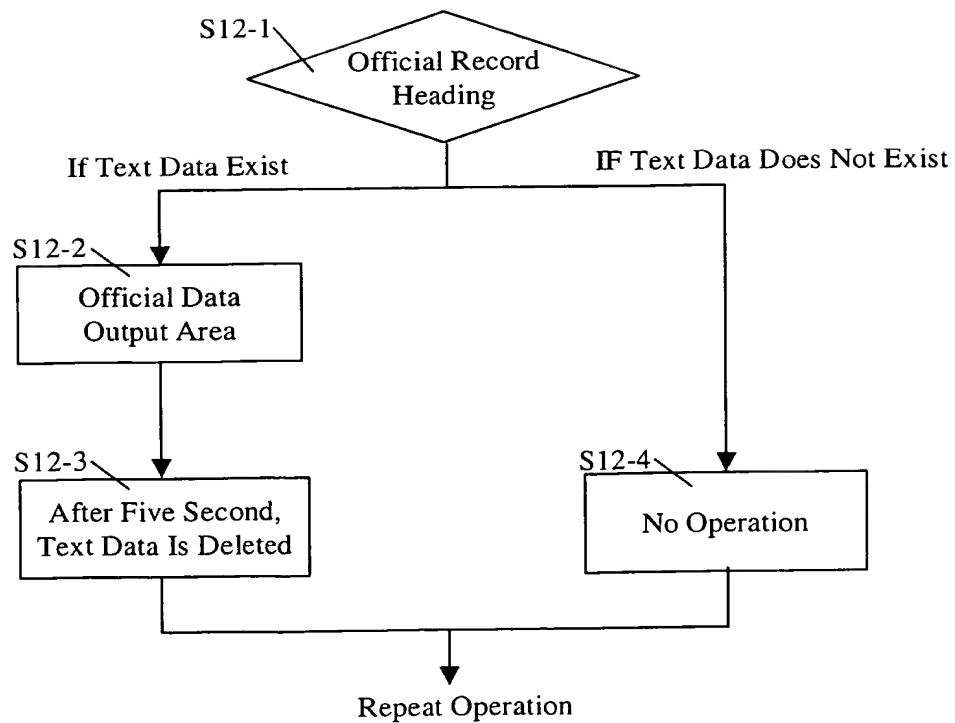 S12-1
Official Record
Heading
If Text Data Exist
IF Text Data Does Not Exist
S12-2
Official Data
Output Area
S12-3
After Five Second,
Text Data Is Deleted
S12-4
No Operation
Repeat Operation